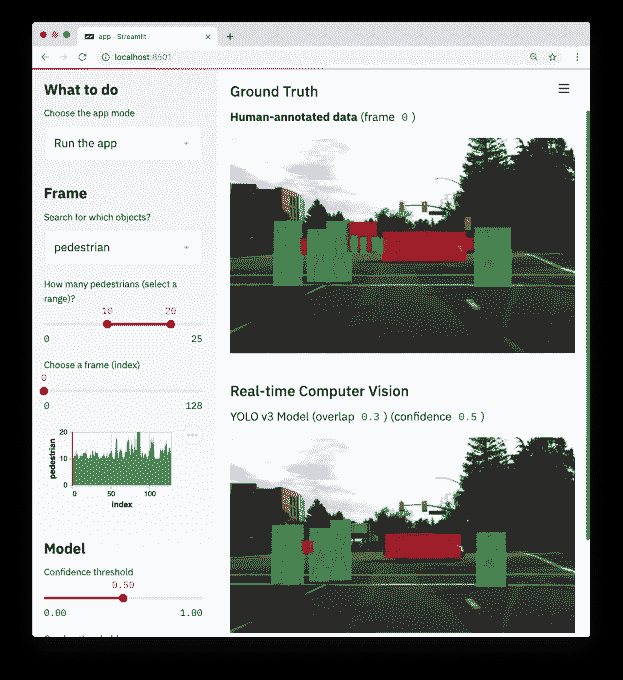 app · Streamlit
localhost:8501
What to do
Choose the app mode
Run the app
Frame
Search for which objects?
pedestrian
How many pedestrians (select a
range)?
10 20
0 25
Choose a frame (index)
0
0 128
pedestrian
20
10
0
0 50 100
index
Model
Confidence threshold
0.50
0.00 1.00
Ground Truth
Human-annotated data (frame 0 )
Real-time Computer Vision
YOLO v3 Model (overlap 0.3 ) (confidence 0.5 )